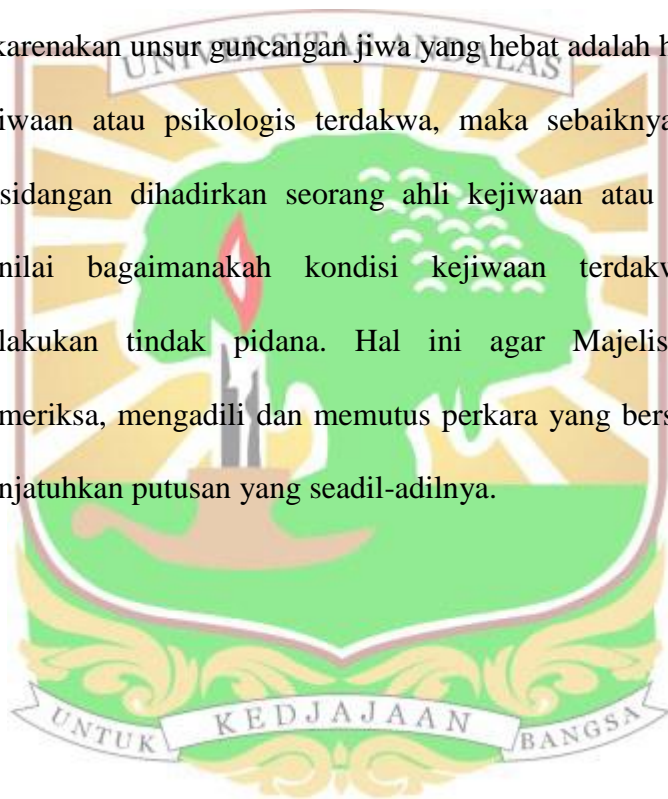 karenakan unsur guncangan jiwa yang hebat adalah h
UNIVERSITAS ANDALAS
iwaan atau psikologis terdakwa, maka sebaiknya
sidangan dihadirkan seorang ahli kejiwaan atau
nilai bagaimanakah kondisi kejiwaan terdakw
lakukan tindak pidana. Hal ini agar Majelis
meriksa, mengadili dan memutus perkara yang bers
njatuhkan putusan yang seadil-adilnya.
UNTUK KEDJAJAAN BANGSA